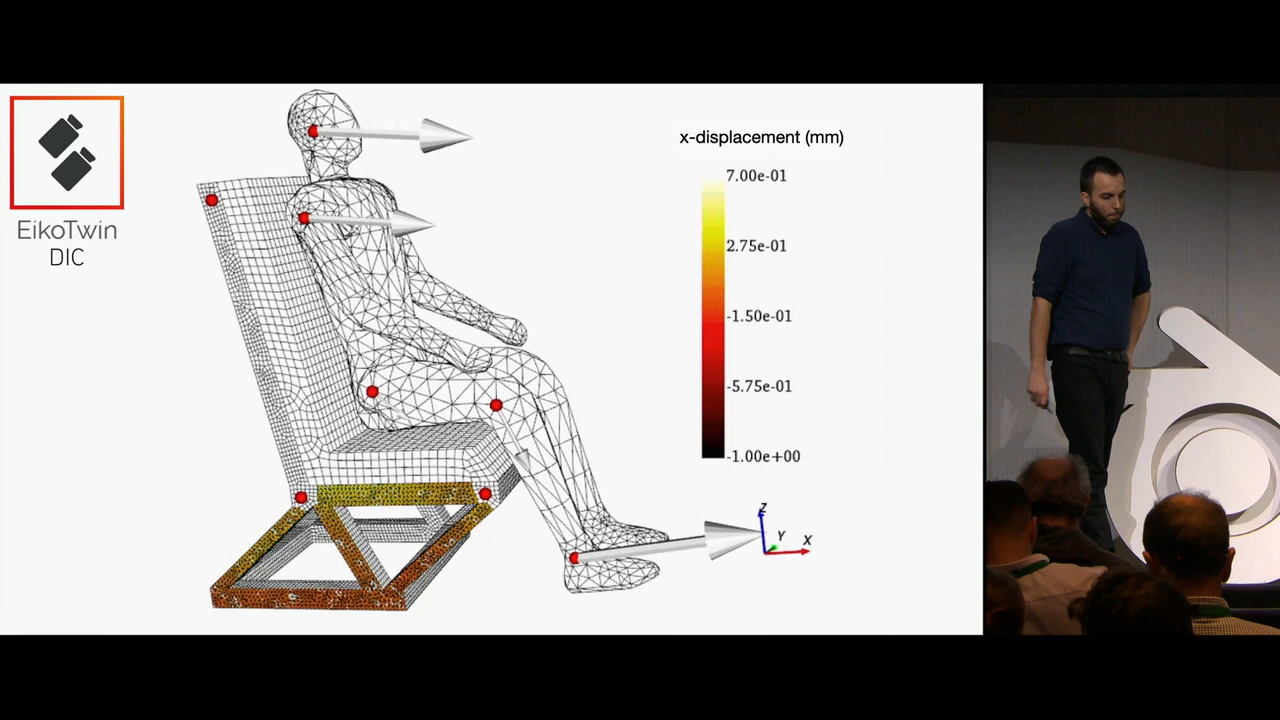 EikoTwin
DIC
x-displacement (mm)
7.00e-01
2.75e-01
-1.50e-01
-5.75e-01
-1.00e+00
Z
Y
X